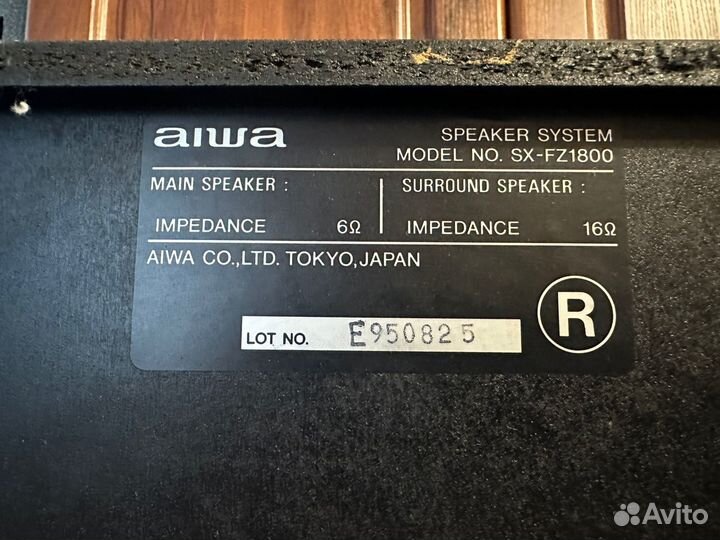 aiwa
SPEAKER SYSTEM
MODEL NO. SX-FZ1800
MAIN SPEAKER :
IMPEDANCE 6Ω
SURROUND SPEAKER :
IMPEDANCE 16Ω
AIWA CO.,LTD. TOKYO,JAPAN
R
LOT NO. E950825
Avito